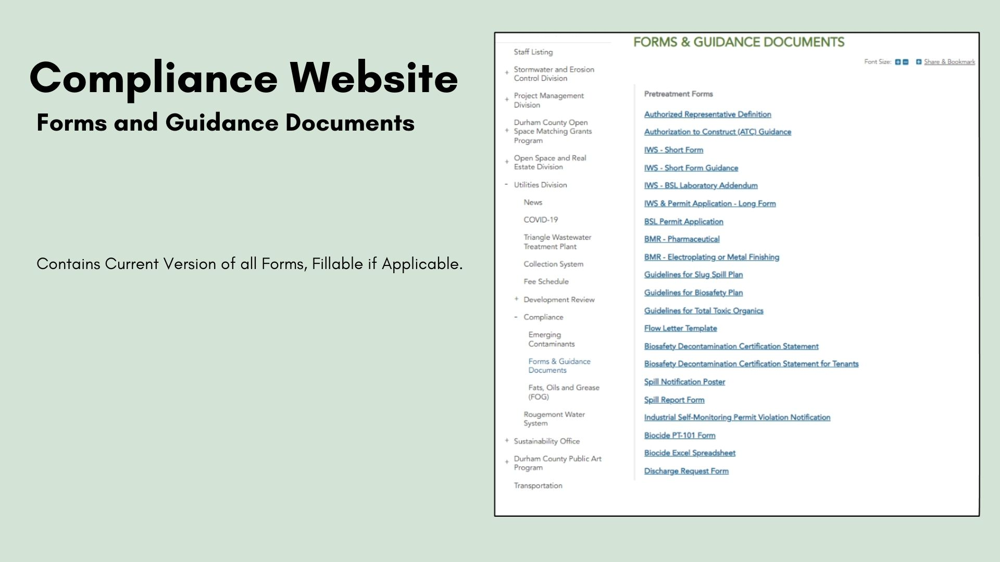 Compliance Website
Forms and Guidance Documents
Contains Current Version of all Forms, Fillable if Applicable.
Staff Listing
+ Stormwater and Erosion
Control Division
+ Project Management
Division
Durham County Open
+ Space Matching Grants
Program
+ Open Space and Real
Estate Division
- Utilities Division
News
COVID-19
Triangle Wastewater
Treatment Plant
Collection System
Fee Schedule
+ Development Review
- Compliance
Emerging
Contaminants
Forms & Guidance
Documents
Fats, Oils and Grease
(FOG)
Rougemont Water
System
+ Sustainability Office
+ Durham County Public Art
Program
Transportation
FORMS & GUIDANCE DOCUMENTS
Font Size: + - + Share & Bookmark
Pretreatment Forms
Authorized Representative Definition
Authorization to Construct (ATC) Guidance
IWS - Short Form
IWS - Short Form Guidance
IWS - BSL Laboratory Addendum
IWS & Permit Application - Long Form
BSL Permit Application
BMR - Pharmaceutical
BMR - Electroplating or Metal Finishing
Guidelines for Slug Spill Plan
Guidelines for Biosafety Plan
Guidelines for Total Toxic Organics
Flow Letter Template
Biosafety Decontamination Certification Statement
Biosafety Decontamination Certification Statement for Tenants
Spill Notification Poster
Spill Report Form
Industrial Self-Monitoring Permit Violation Notification
Biocide PT-101 Form
Biocide Excel Spreadsheet
Discharge Request Form